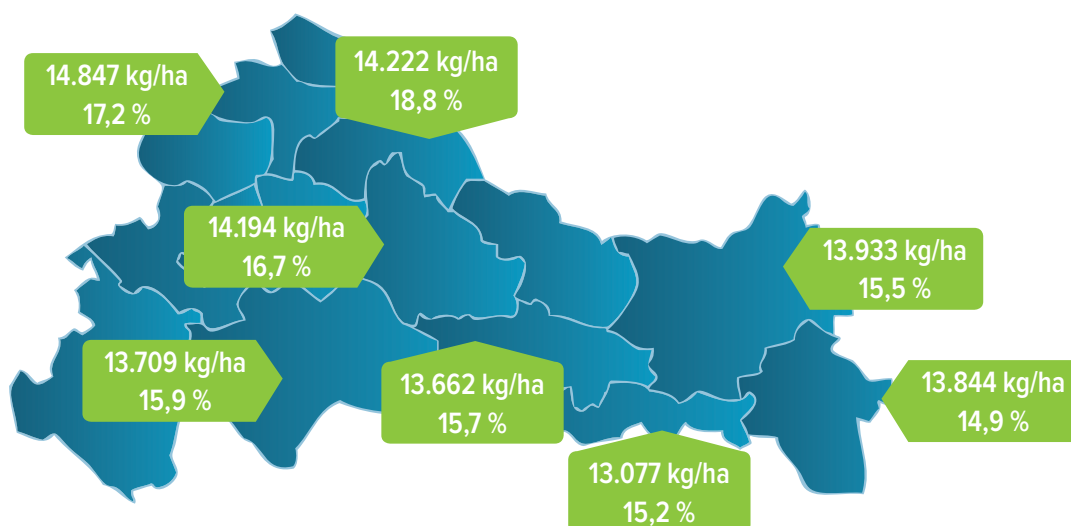 14.847 kg/ha
17,2 %
14.222 kg/ha
18,8 %
14.194 kg/ha
16,7 %
13.933 kg/ha
15,5 %
13.709 kg/ha
15,9 %
13.662 kg/ha
15,7 %
13.844 kg/ha
14,9 %
13.077 kg/ha
15,2 %